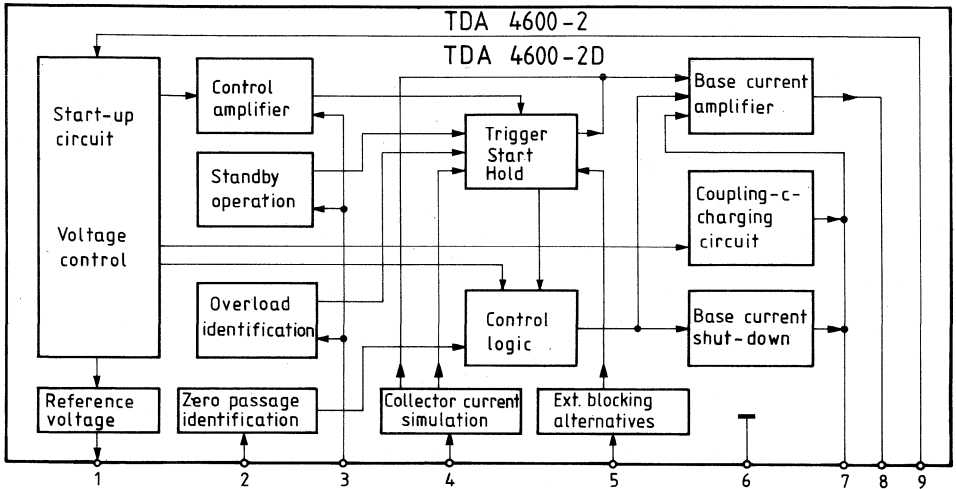 TDA 4600-2
TDA 4600-2D
Start-up
circuit
Voltage
control
Control
amplifier
Standby
operation
Overload
identification
Trigger
Start
Hold
Control
logic
Base current
amplifier
Coupling-c-
charging
circuit
Base current
shut-down
Reference
voltage
Zero passage
identification
Collector current
simulation
Ext. blocking
alternatives
1
2
3
4
5
6
7
8
9